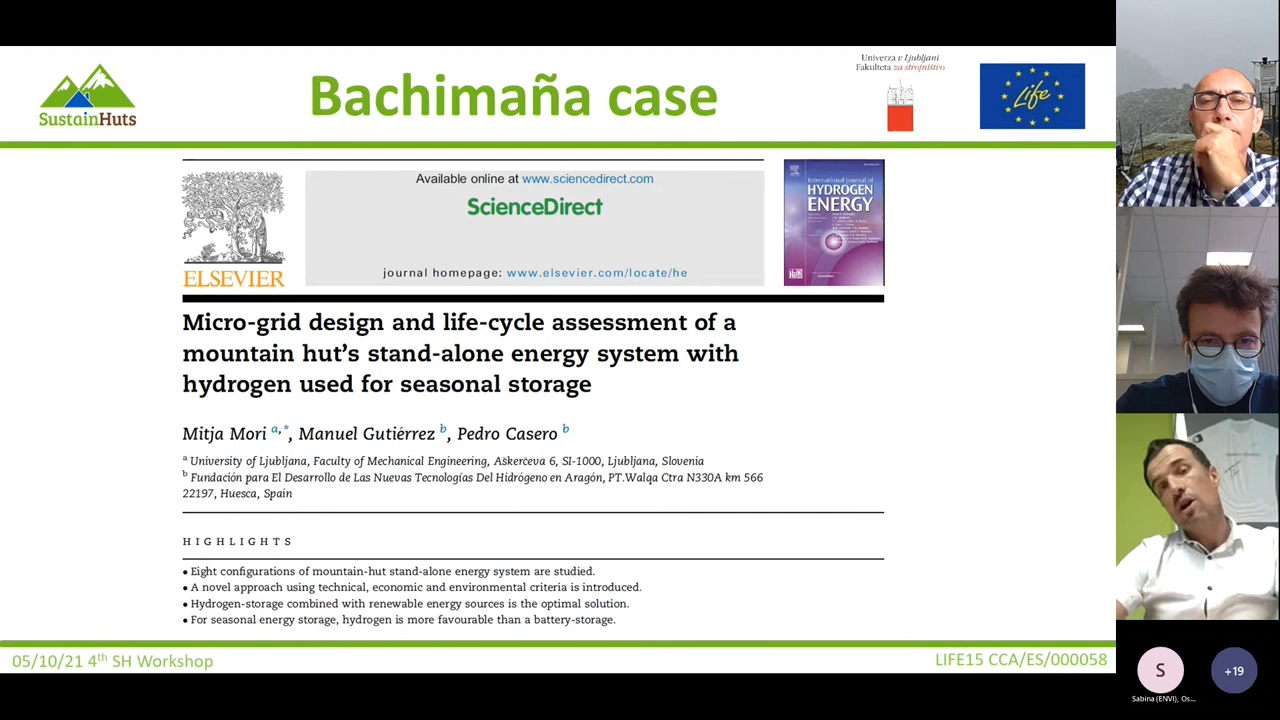 SustainHuts
Bachimaña case
Univerza v Ljubljani
Fakulteta za strojništvo
Life
ELSEVIER
Available online at www.sciencedirect.com
ScienceDirect
journal homepage: www.elsevier.com/locate/he
International Journal of
HYDROGEN
ENERGY
Micro-grid design and life-cycle assessment of a
mountain hut's stand-alone energy system with
hydrogen used for seasonal storage
Mitja Mori a,*, Manuel Gutiérrez b, Pedro Casero b
a University of Ljubljana, Faculty of Mechanical Engineering, Aškerčeva 6, SI-1000, Ljubljana, Slovenia
b Fundación para El Desarrollo de Las Nuevas Tecnologías Del Hidrógeno en Aragón, PT.Walqa Ctra N330A km 566
22197, Huesca, Spain
HIGHLIGHTS
• Eight configurations of mountain-hut stand-alone energy system are studied.
• A novel approach using technical, economic and environmental criteria is introduced.
• Hydrogen-storage combined with renewable energy sources is the optimal solution.
• For seasonal energy storage, hydrogen is more favourable than a battery-storage.
05/10/21 4th SH Workshop
LIFE15 CCA/ES/000058
S
+19
Sabina (ENVI), Os...